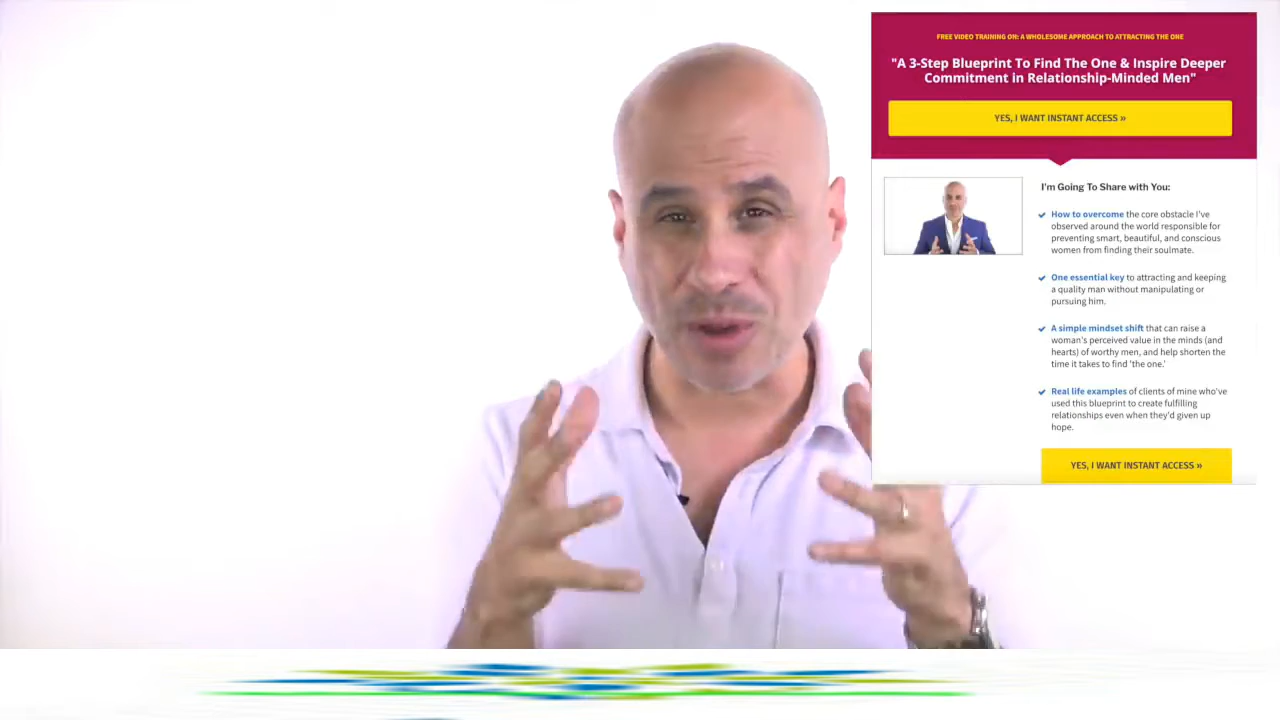 FREE VIDEO TRAINING ON: A WHOLESOME APPROACH TO ATTRACTING THE ONE
"A 3-Step Blueprint To Find The One & Inspire Deeper
Commitment in Relationship-Minded Men"
YES, I WANT INSTANT ACCESS »
I'm Going To Share with You:
How to overcome the core obstacle I've
observed around the world responsible for
preventing smart, beautiful, and conscious
women from finding their soulmate.
One essential key to attracting and keeping
a quality man without manipulating or
pursuing him.
A simple mindset shift that can raise a
woman's perceived value in the minds (and
hearts) of worthy men, and help shorten the
time it takes to find 'the one.'
Real life examples of clients of mine who've
used this blueprint to create fulfilling
relationships even when they'd given up
hope.
YES, I WANT INSTANT ACCESS »